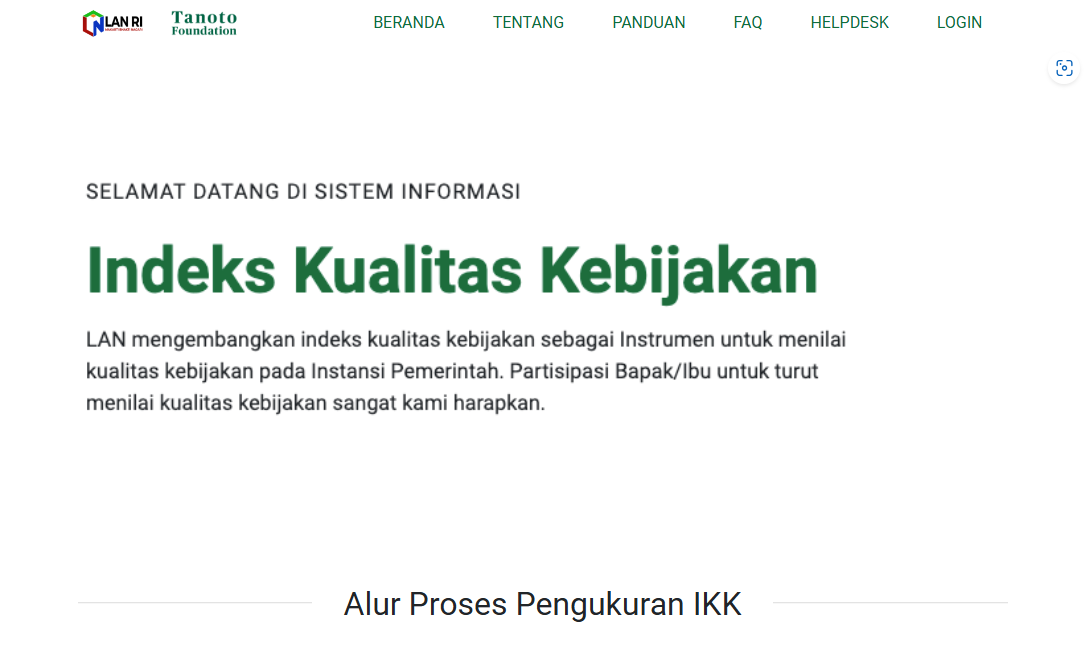 LAN RI
Tanoto
Foundation
BERANDA
TENTANG
PANDUAN
FAQ
HELPDESK
LOGIN
SELAMAT DATANG DI SISTEM INFORMASI
Indeks Kualitas Kebijakan
LAN mengembangkan indeks kualitas kebijakan sebagai Instrumen untuk menilai
kualitas kebijakan pada Instansi Pemerintah. Partisipasi Bapak/Ibu untuk turut
menilai kualitas kebijakan sangat kami harapkan.
Alur Proses Pengukuran IKK